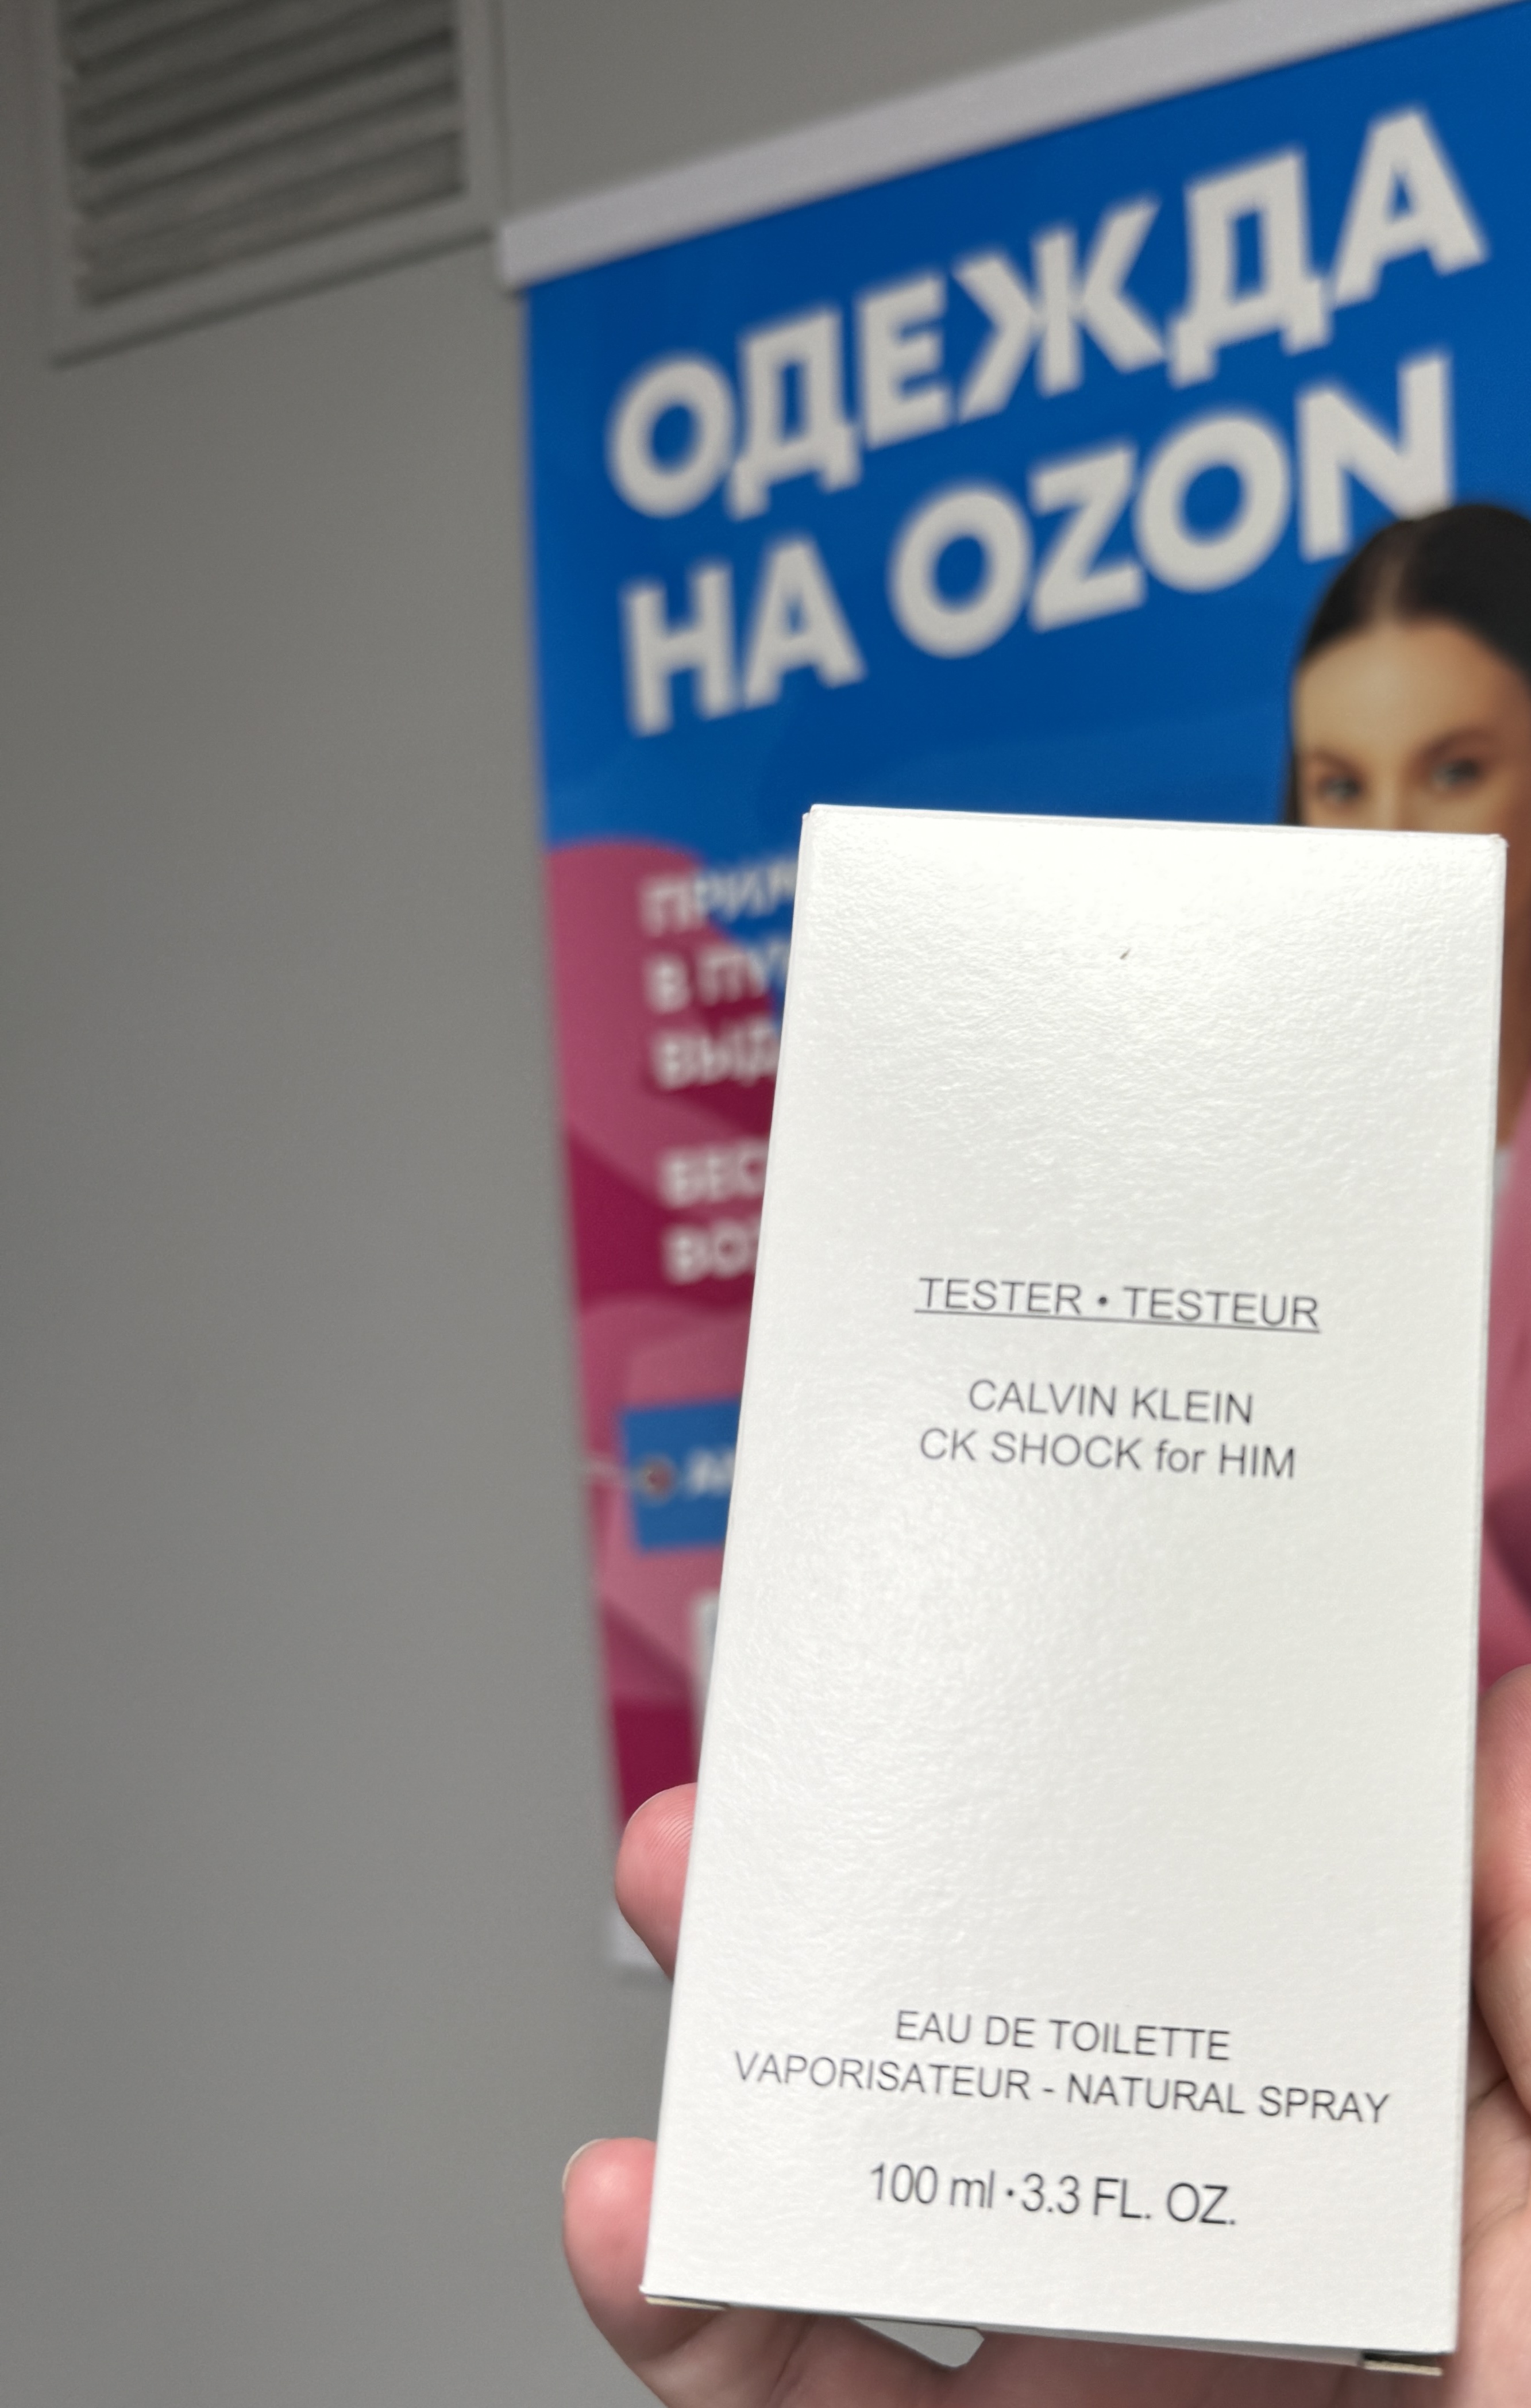 ОДЕЖДА
НА OZON
TESTER • TESTEUR
CALVIN KLEIN
CK SHOCK for HIM
EAU DE TOILETTE
VAPORISATEUR - NATURAL SPRAY
100 ml • 3.3 FL. OZ.